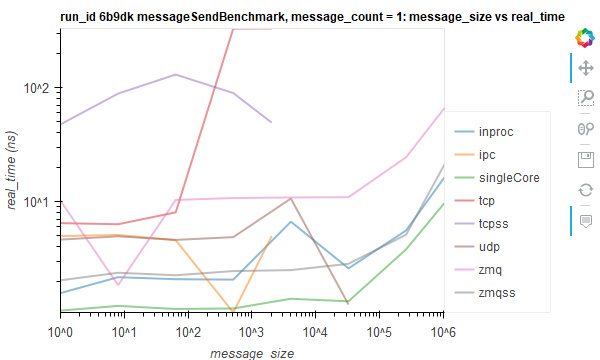 run_id 6b9dk messageSendBenchmark, message_count = 1: message_size vs real_time
real_time (ns)
10^2
10^1
10^0
10^1
10^2
10^3
10^4
10^5
10^6
message_size
inproc
ipc
singleCore
tcp
tcpss
udp
zmq
zmqss